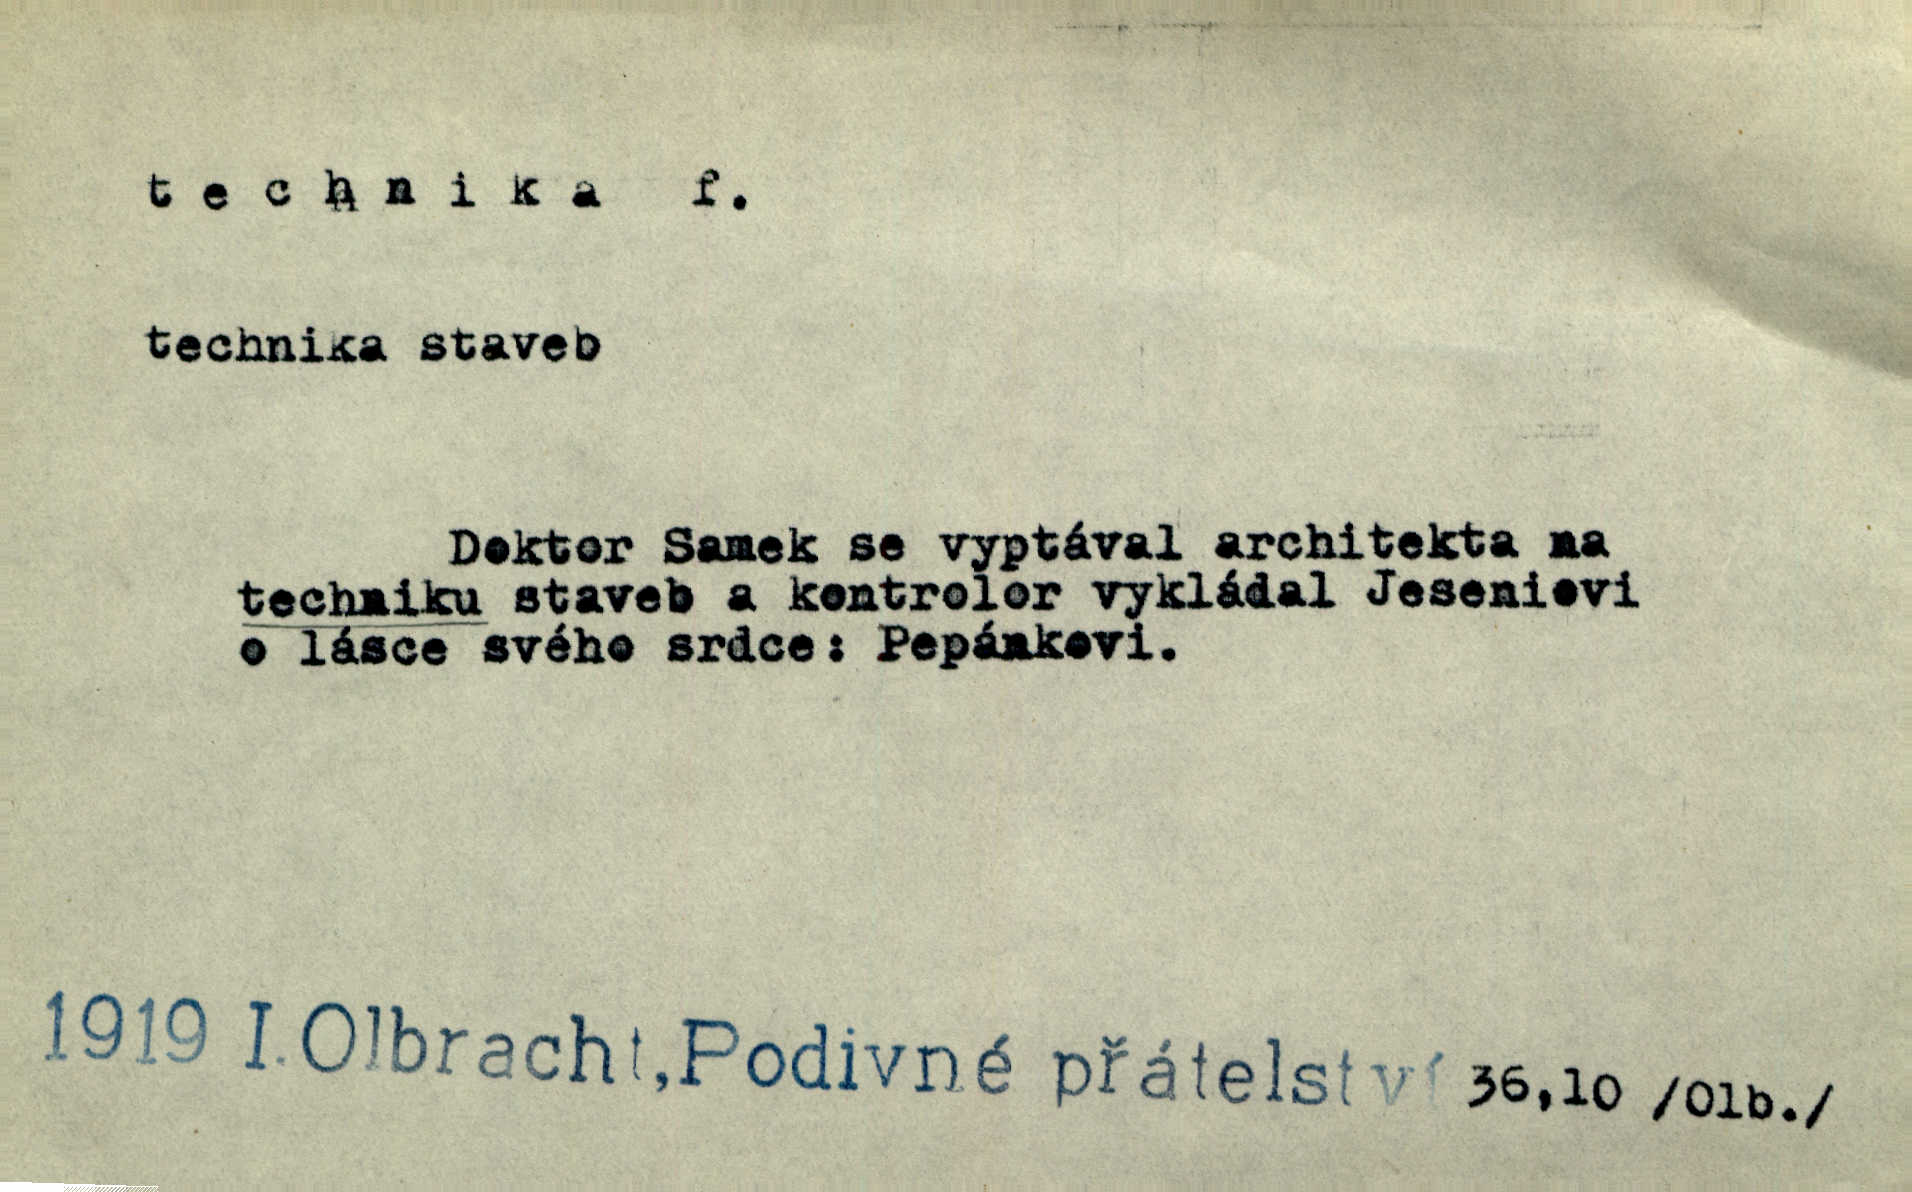 technika f.
technika staveb
Doktor Samek se vyptával architekta na
techniku staveb a kontrolor vykládal Jeseniovi
o lásce svého srdce: Pepánkovi.
1919 I.Olbracht,Podivné přátelství 36,10 /Olb./